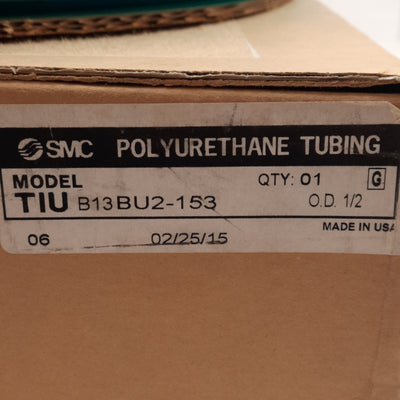 SMC POLYURETHANE TUBING
MODEL QTY: 01 G
TIU B13BU2-153 O.D. 1/2
MADE IN USA
06 02/25/15